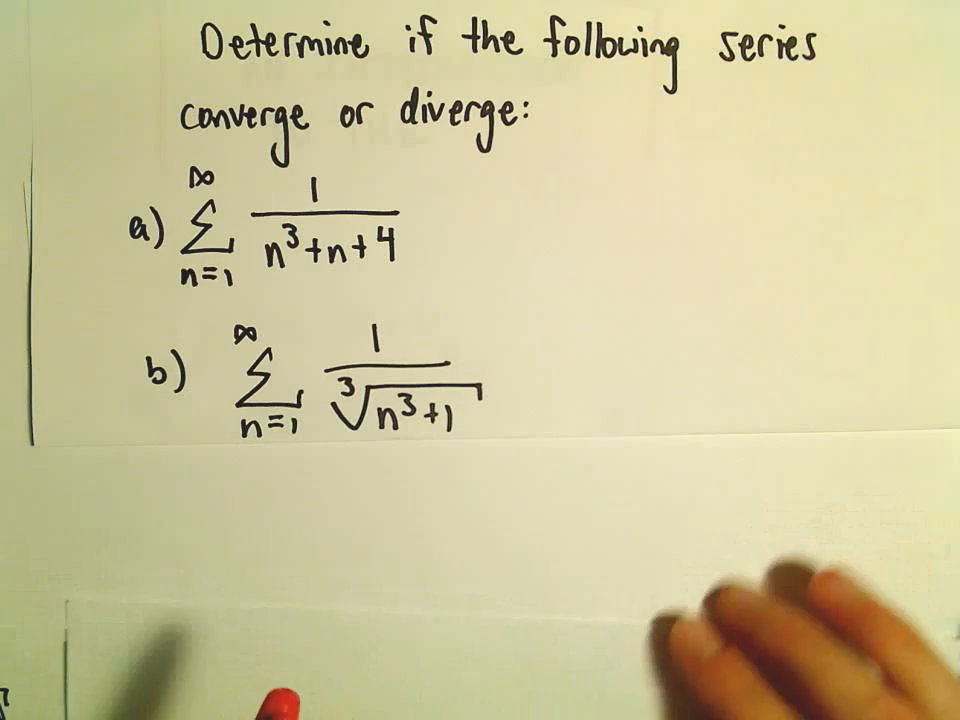 Determine if the following series
converge or diverge:
a) ∞ ∑ n=1 1/(n³+n+4)
b) ∞ ∑ n=1 1/∛(n³+1)